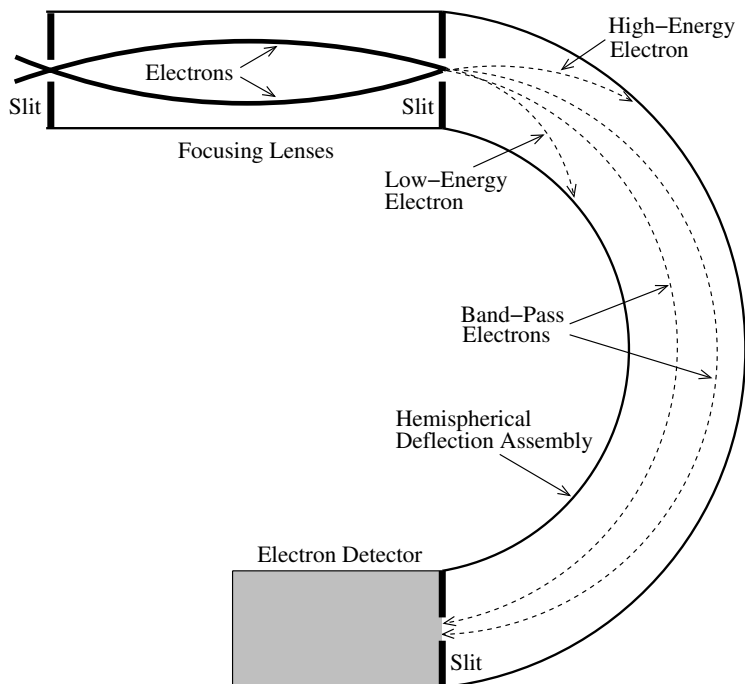 High−Energy
Electron
Electrons
Slit
Slit
Focusing Lenses
Low−Energy
Electron
Band−Pass
Electrons
Hemispherical
Deflection Assembly
Electron Detector
Slit